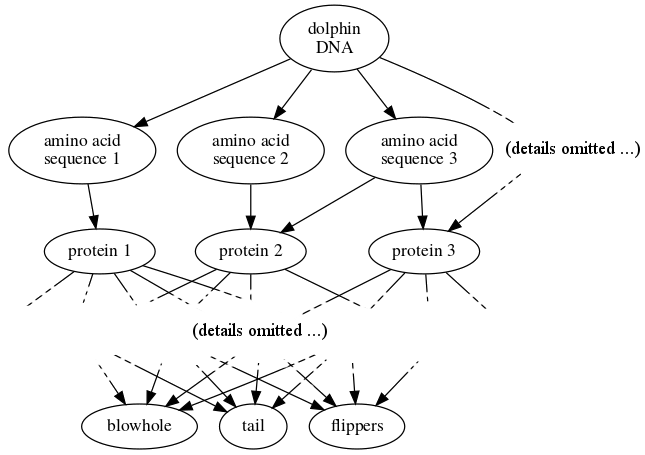 dolphin
DNA
amino acid
sequence 1
amino acid
sequence 2
amino acid
sequence 3
(details omitted ...)
protein 1
protein 2
protein 3
(details omitted ...)
blowhole
tail
flippers